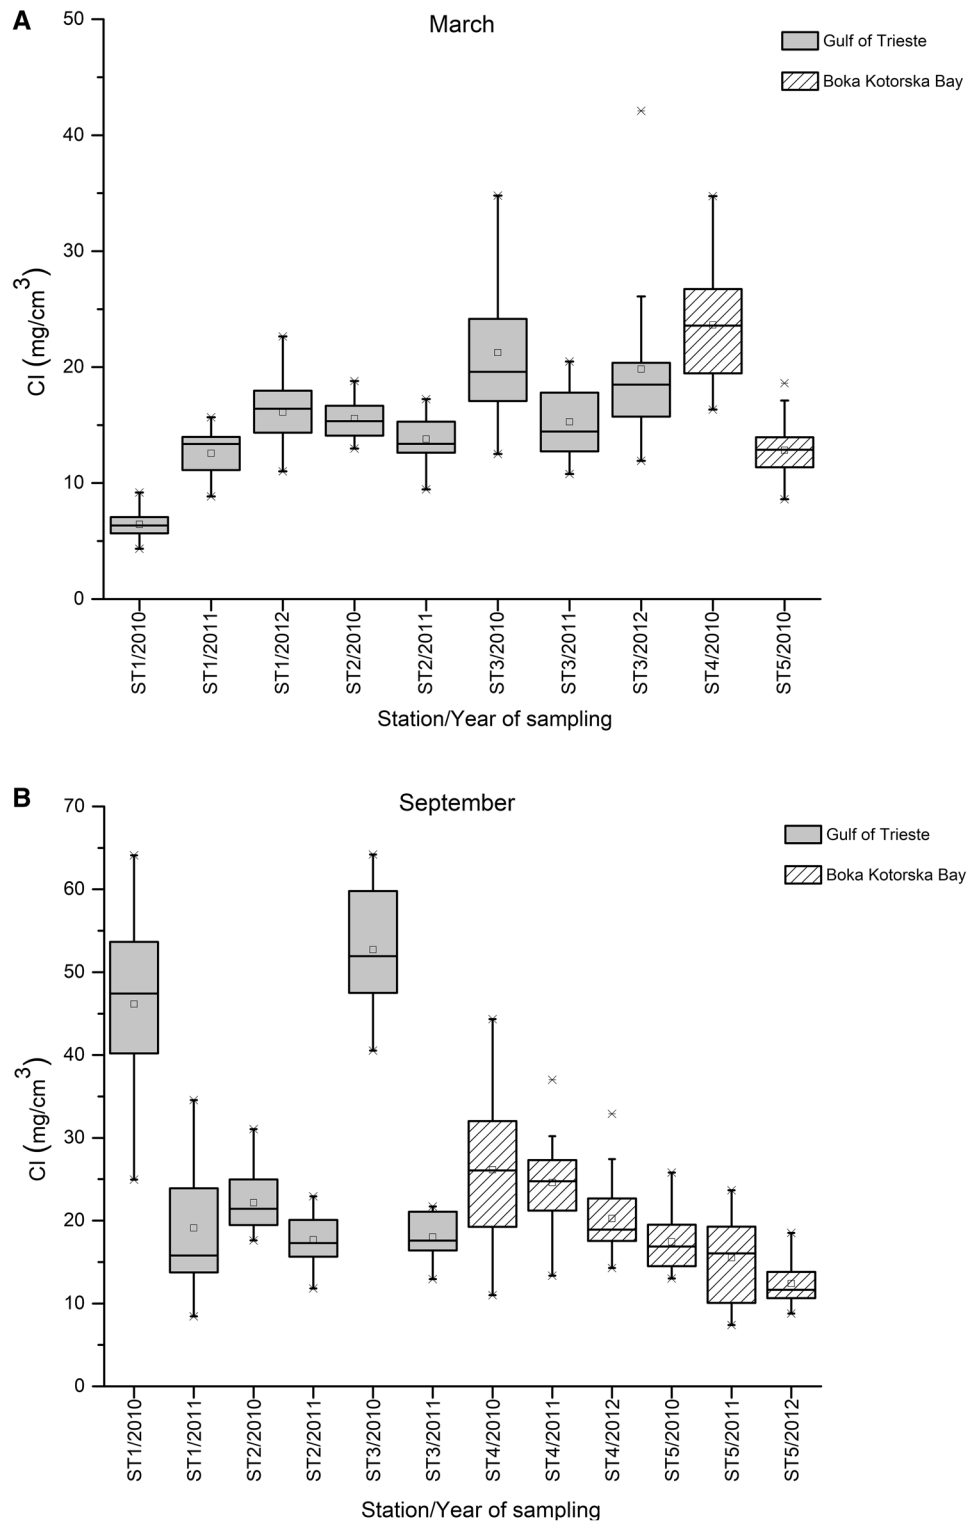 A
March
Gulf of Trieste
Boka Kotorska Bay
50
40
30
20
10
0
CI (mg/cm³)
ST1/2010
ST1/2011
ST1/2012
ST2/2010
ST2/2011
ST3/2010
ST3/2011
ST3/2012
ST4/2010
ST5/2010
Station/Year of sampling
B
September
Gulf of Trieste
Boka Kotorska Bay
70
60
50
40
30
20
10
0
CI (mg/cm³)
ST1/2010
ST1/2011
ST2/2010
ST2/2011
ST3/2010
ST3/2011
ST4/2010
ST4/2011
ST4/2012
ST5/2010
ST5/2011
ST5/2012
Station/Year of sampling